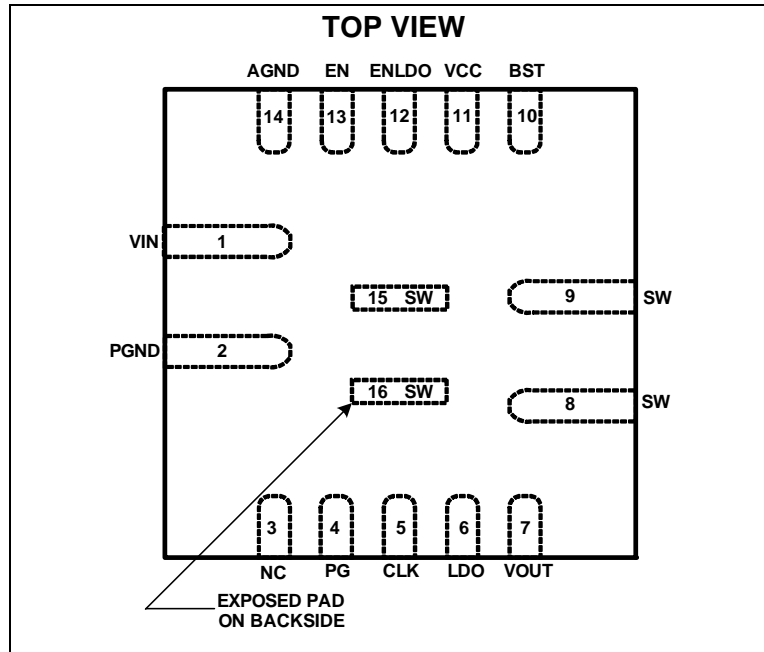 TOP VIEW
AGND EN ENLDO VCC BST
14 13 12 11 10
VIN 1
15 SW 9 SW
PGND 2
16 SW 8 SW
3 4 5 6 7
NC PG CLK LDO VOUT
EXPOSED PAD
ON BACKSIDE